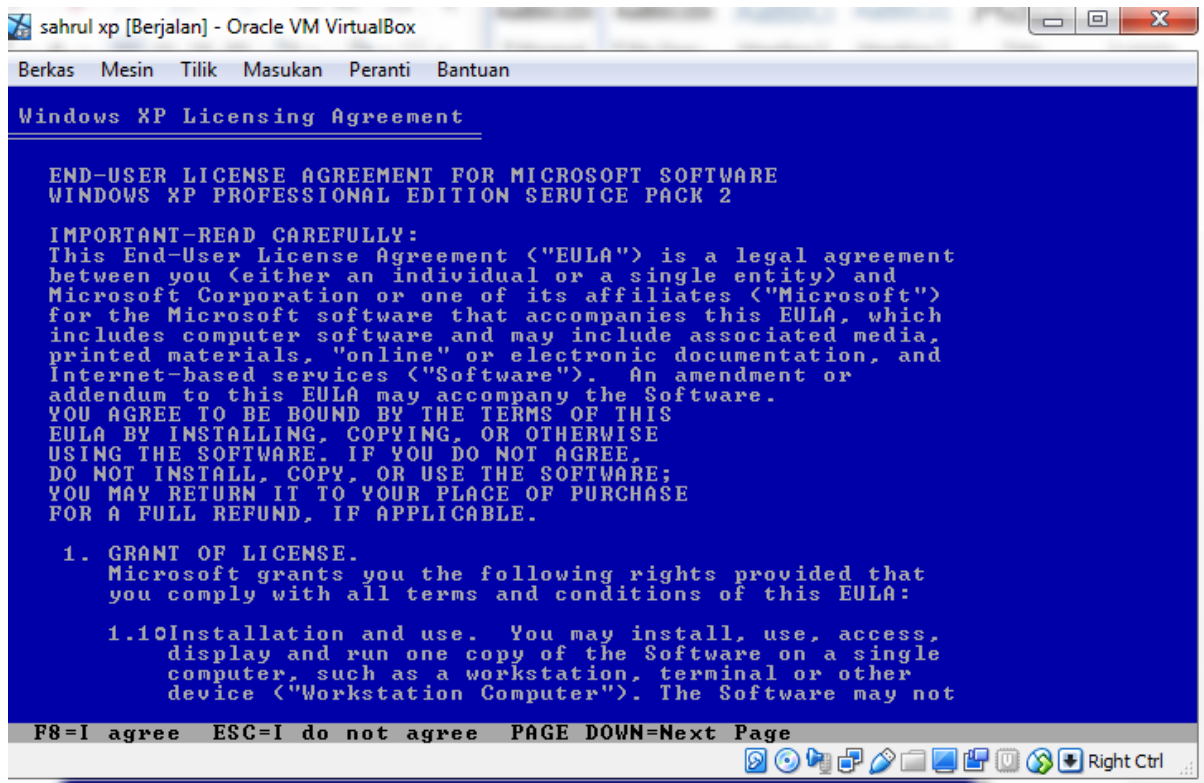 sahrul xp [Berjalan] - Oracle VM VirtualBox
Berkas Mesin Tilik Masukan Peranti Bantuan
Windows XP Licensing Agreement
END-USER LICENSE AGREEMENT FOR MICROSOFT SOFTWARE
WINDOWS XP PROFESSIONAL EDITION SERVICE PACK 2
IMPORTANT-READ CAREFULLY:
This End-User License Agreement ("EULA") is a legal agreement
between you (either an individual or a single entity) and
Microsoft Corporation or one of its affiliates ("Microsoft")
for the Microsoft software that accompanies this EULA, which
includes computer software and may include associated media,
printed materials, "online" or electronic documentation, and
Internet-based services ("Software"). An amendment or
addendum to this EULA may accompany the Software.
YOU AGREE TO BE BOUND BY THE TERMS OF THIS
EULA BY INSTALLING, COPYING, OR OTHERWISE
USING THE SOFTWARE. IF YOU DO NOT AGREE,
DO NOT INSTALL, COPY, OR USE THE SOFTWARE;
YOU MAY RETURN IT TO YOUR PLACE OF PURCHASE
FOR A FULL REFUND, IF APPLICABLE.
1. GRANT OF LICENSE.
Microsoft grants you the following rights provided that
you comply with all terms and conditions of this EULA:
1.1oInstallation and use. You may install, use, access,
display and run one copy of the Software on a single
computer, such as a workstation, terminal or other
device ("Workstation Computer"). The Software may not
F8=I agree ESC=I do not agree PAGE DOWN=Next Page
Right Ctrl